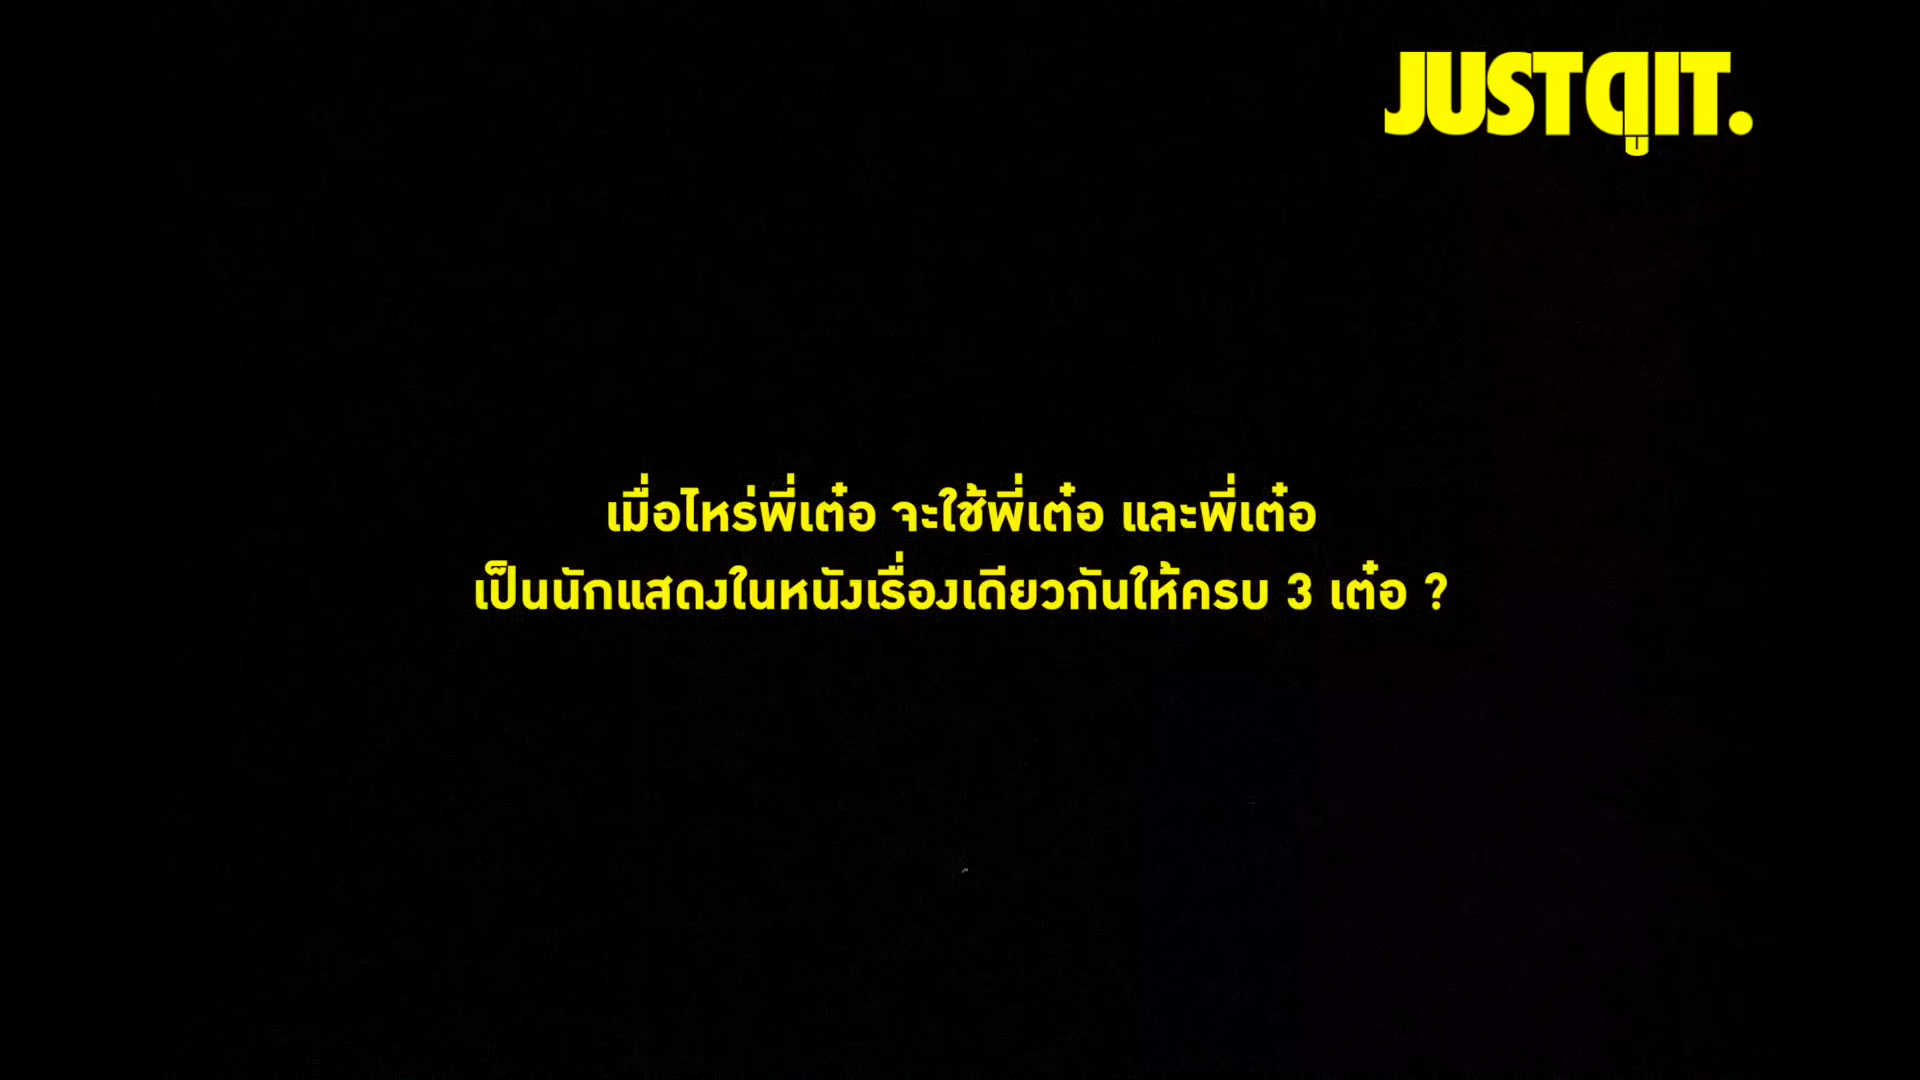 JUSTดูIT.
เมื่อไหร่พี่เต๋อ จะใช้พี่เต๋อ และพี่เต๋อ
เป็นนักแสดงในหนังเรื่องเดียวกันให้ครบ 3 เต๋อ ?